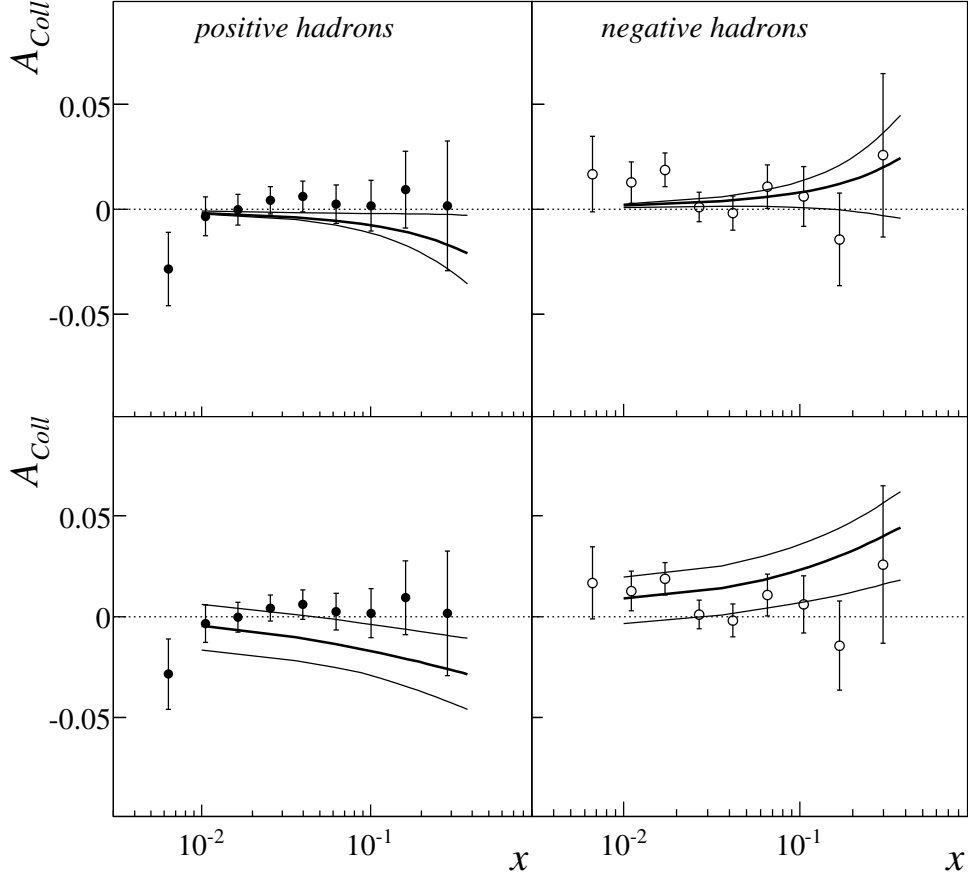 A_Coll
positive hadrons
negative hadrons
0.05
0
-0.05
A_Coll
0.05
0
-0.05
10^-2 10^-1 x
10^-2 10^-1 x